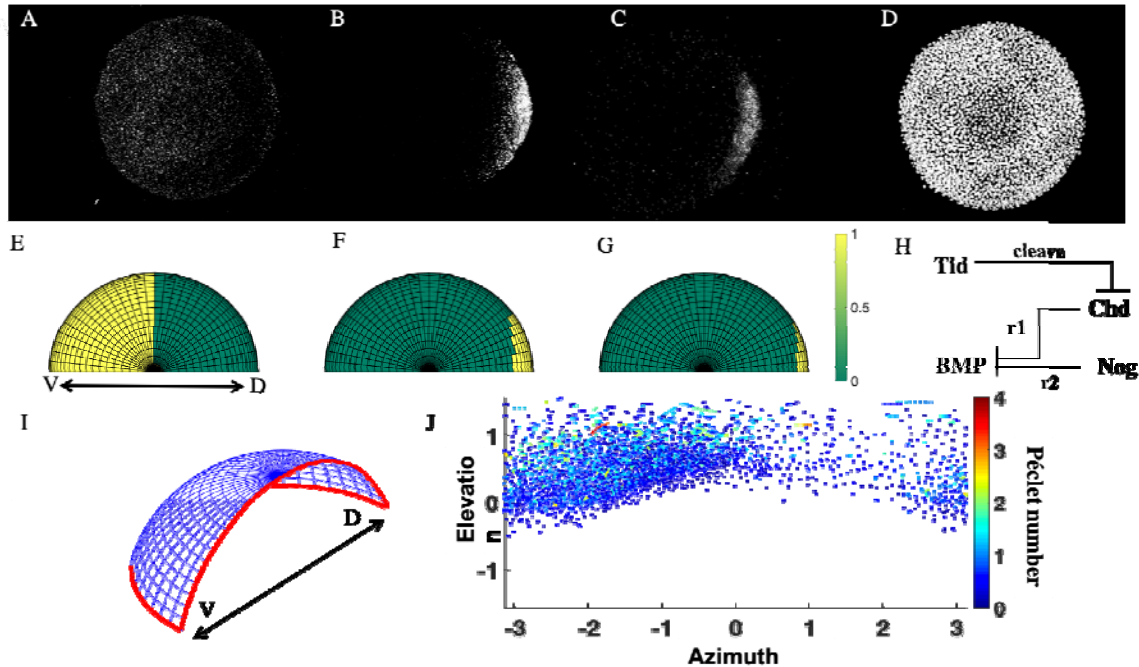 A B C D
E F G H
1
0.5
0
V D
Tld cleave
Chd
r1
BMP Nog
r2
I J
D
V
Elevatio
n
1
0
-1
-3 -2 -1 0 1 2 3
Azimuth
4
3
2
1
0
Péclet number